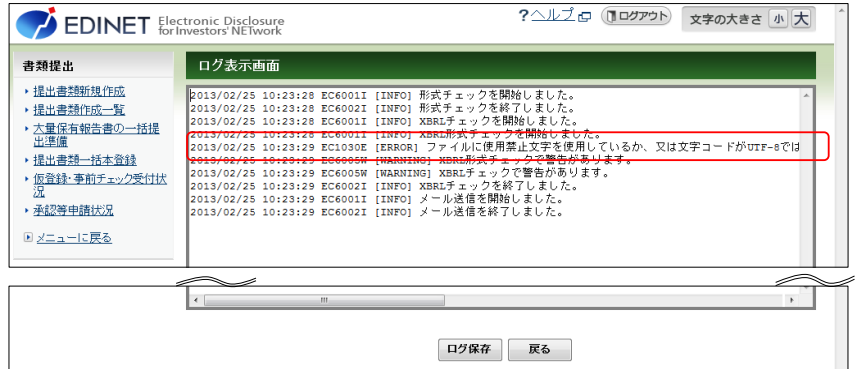 EDINET Electronic Disclosure for Investors' NETwork
?ヘルプ ログアウト 文字の大きさ 小 大
書類提出
提出書類新規作成
提出書類作成一覧
大量保有報告書の一括提
出準備
提出書類一括本登録
仮登録・事前チェック受付状
況
承認等申請状況
メニューに戻る
ログ表示画面
2013/02/25 10:23:28 EC6001I [INFO] 形式チェックを開始しました。
2013/02/25 10:23:28 EC6002I [INFO] 形式チェックを終了しました。
2013/02/25 10:23:28 EC6001I [INFO] XBRLチェックを開始しました。
2013/02/25 10:23:28 EC6001I [INFO] XBRL形式チェックを開始しました。
2013/02/25 10:23:29 EC1030E [ERROR] ファイルに使用禁止文字を使用しているか、又は文字コードがUTF-8では
2013/02/25 10:23:29 EC6005W [WARNING] XBRL形式チェックで警告があります。
2013/02/25 10:23:29 EC6005W [WARNING] XBRLチェックで警告があります。
2013/02/25 10:23:29 EC6002I [INFO] XBRLチェックを終了しました。
2013/02/25 10:23:29 EC6001I [INFO] メール送信を開始しました。
2013/02/25 10:23:29 EC6002I [INFO] メール送信を終了しました。
ログ保存 戻る